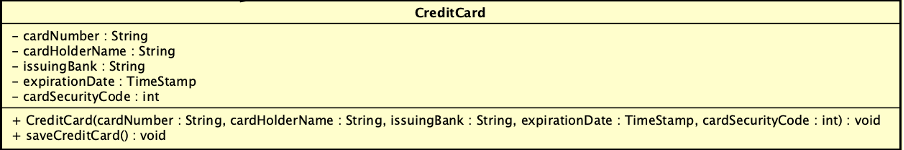 CreditCard
- cardNumber : String
- cardHolderName : String
- issuingBank : String
- expirationDate : TimeStamp
- cardSecurityCode : int
+ CreditCard(cardNumber : String, cardHolderName : String, issuingBank : String, expirationDate : TimeStamp, cardSecurityCode : int) : void
+ saveCreditCard() : void